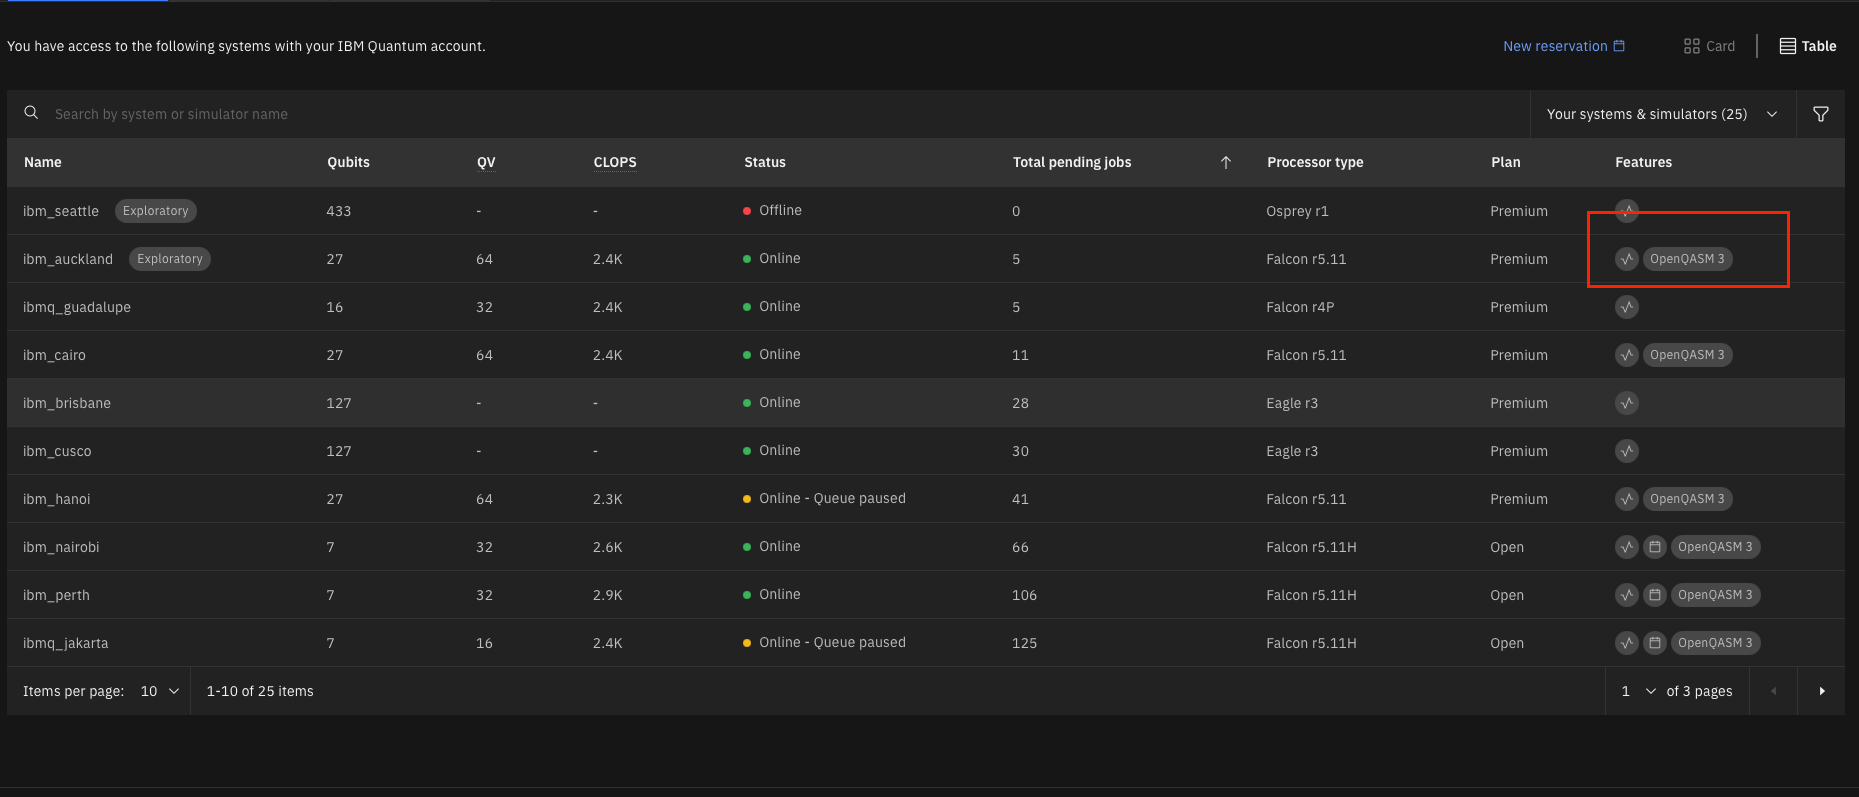 You have access to the following systems with your IBM Quantum account. New reservation Card Table
Search by system or simulator name Your systems & simulators (25)
Name Qubits QV CLOPS Status Total pending jobs Processor type Plan Features
ibm_seattle Exploratory 433 - - Offline 0 Osprey r1 Premium
ibm_auckland Exploratory 27 64 2.4K Online 5 Falcon r5.11 Premium OpenQASM 3
ibmq_guadalupe 16 32 2.4K Online 5 Falcon r4P Premium
ibm_cairo 27 64 2.4K Online 11 Falcon r5.11 Premium OpenQASM 3
ibm_brisbane 127 - - Online 28 Eagle r3 Premium
ibm_cusco 127 - - Online 30 Eagle r3 Premium
ibm_hanoi 27 64 2.3K Online - Queue paused 41 Falcon r5.11 Premium OpenQASM 3
ibm_nairobi 7 32 2.6K Online 66 Falcon r5.11H Open OpenQASM 3
ibm_perth 7 32 2.9K Online 106 Falcon r5.11H Open OpenQASM 3
ibmq_jakarta 7 16 2.4K Online - Queue paused 125 Falcon r5.11H Open OpenQASM 3
Items per page: 10 1-10 of 25 items 1 of 3 pages